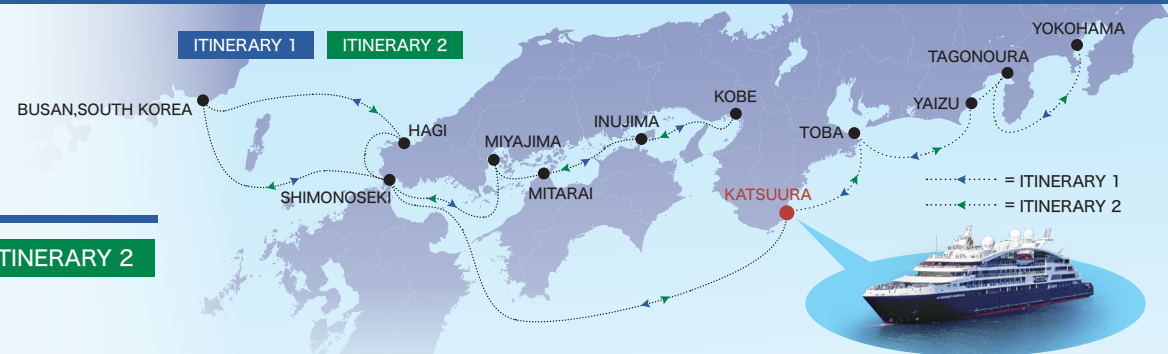 ITINERARY 1
ITINERARY 2
YOKOHAMA
TAGONOURA
BUSAN,SOUTH KOREA
KOBE
YAIZU
INUJIMA
HAGI
TOBA
MIYAJIMA
SHIMONOSEKI
MITARAI
KATSUURA
= ITINERARY 1
= ITINERARY 2
TINERARY 2